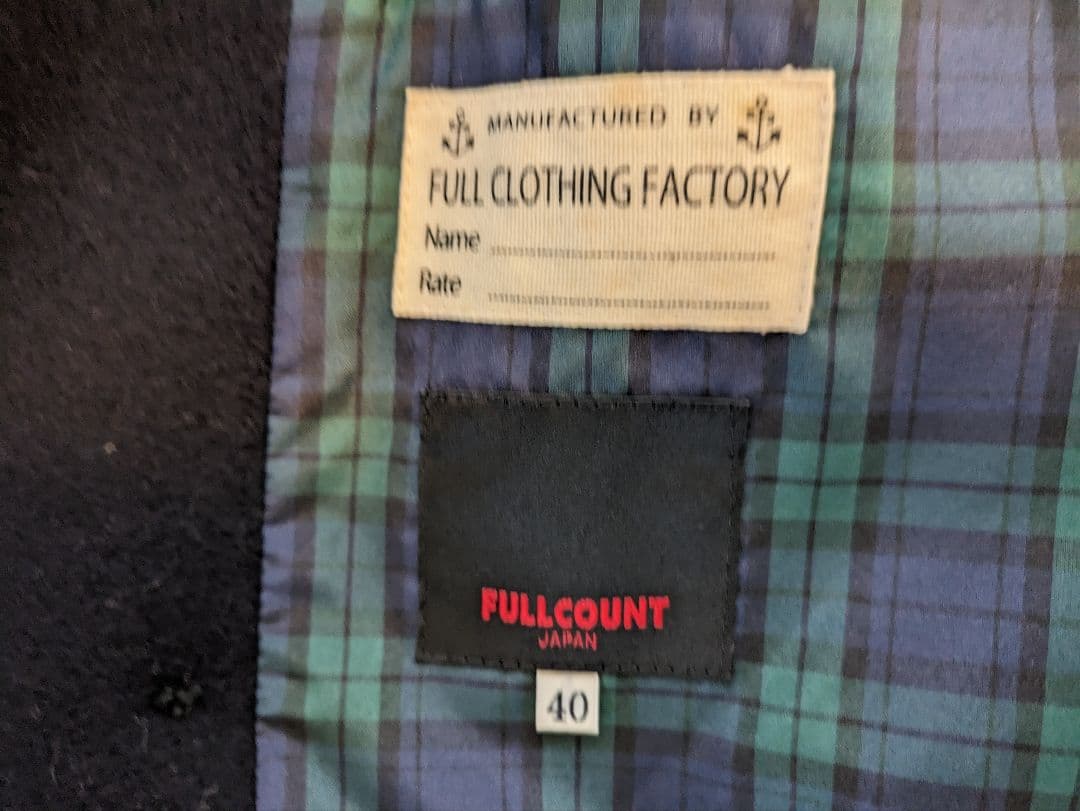 MANUFACTURED BY
FULL CLOTHING FACTORY
Name
Rate
FULLCOUNT
JAPAN
40